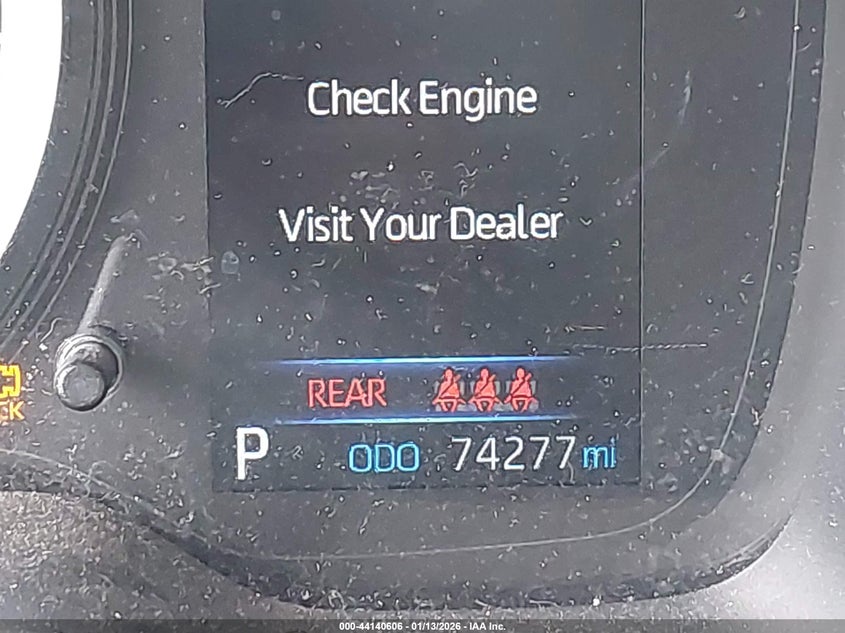 Check Engine
Visit Your Dealer
REAR
P ODO 74277 mi
000-44140606 - 01/13/2026 - IAA Inc.